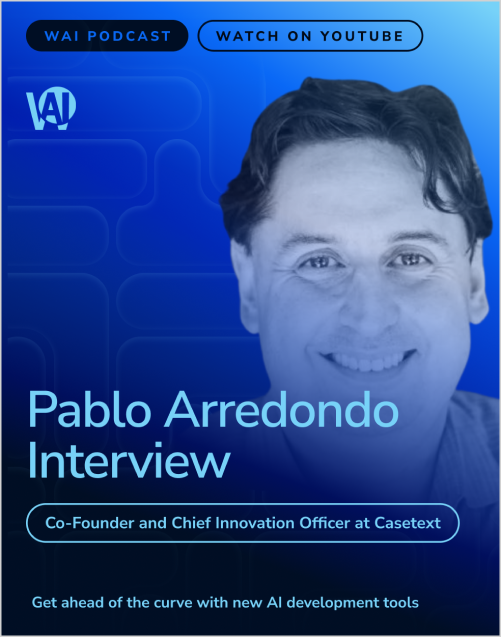 WAI PODCAST
WATCH ON YOUTUBE
WAI
Pablo Arredondo
Interview
Co-Founder and Chief Innovation Officer at Casetext
Get ahead of the curve with new AI development tools